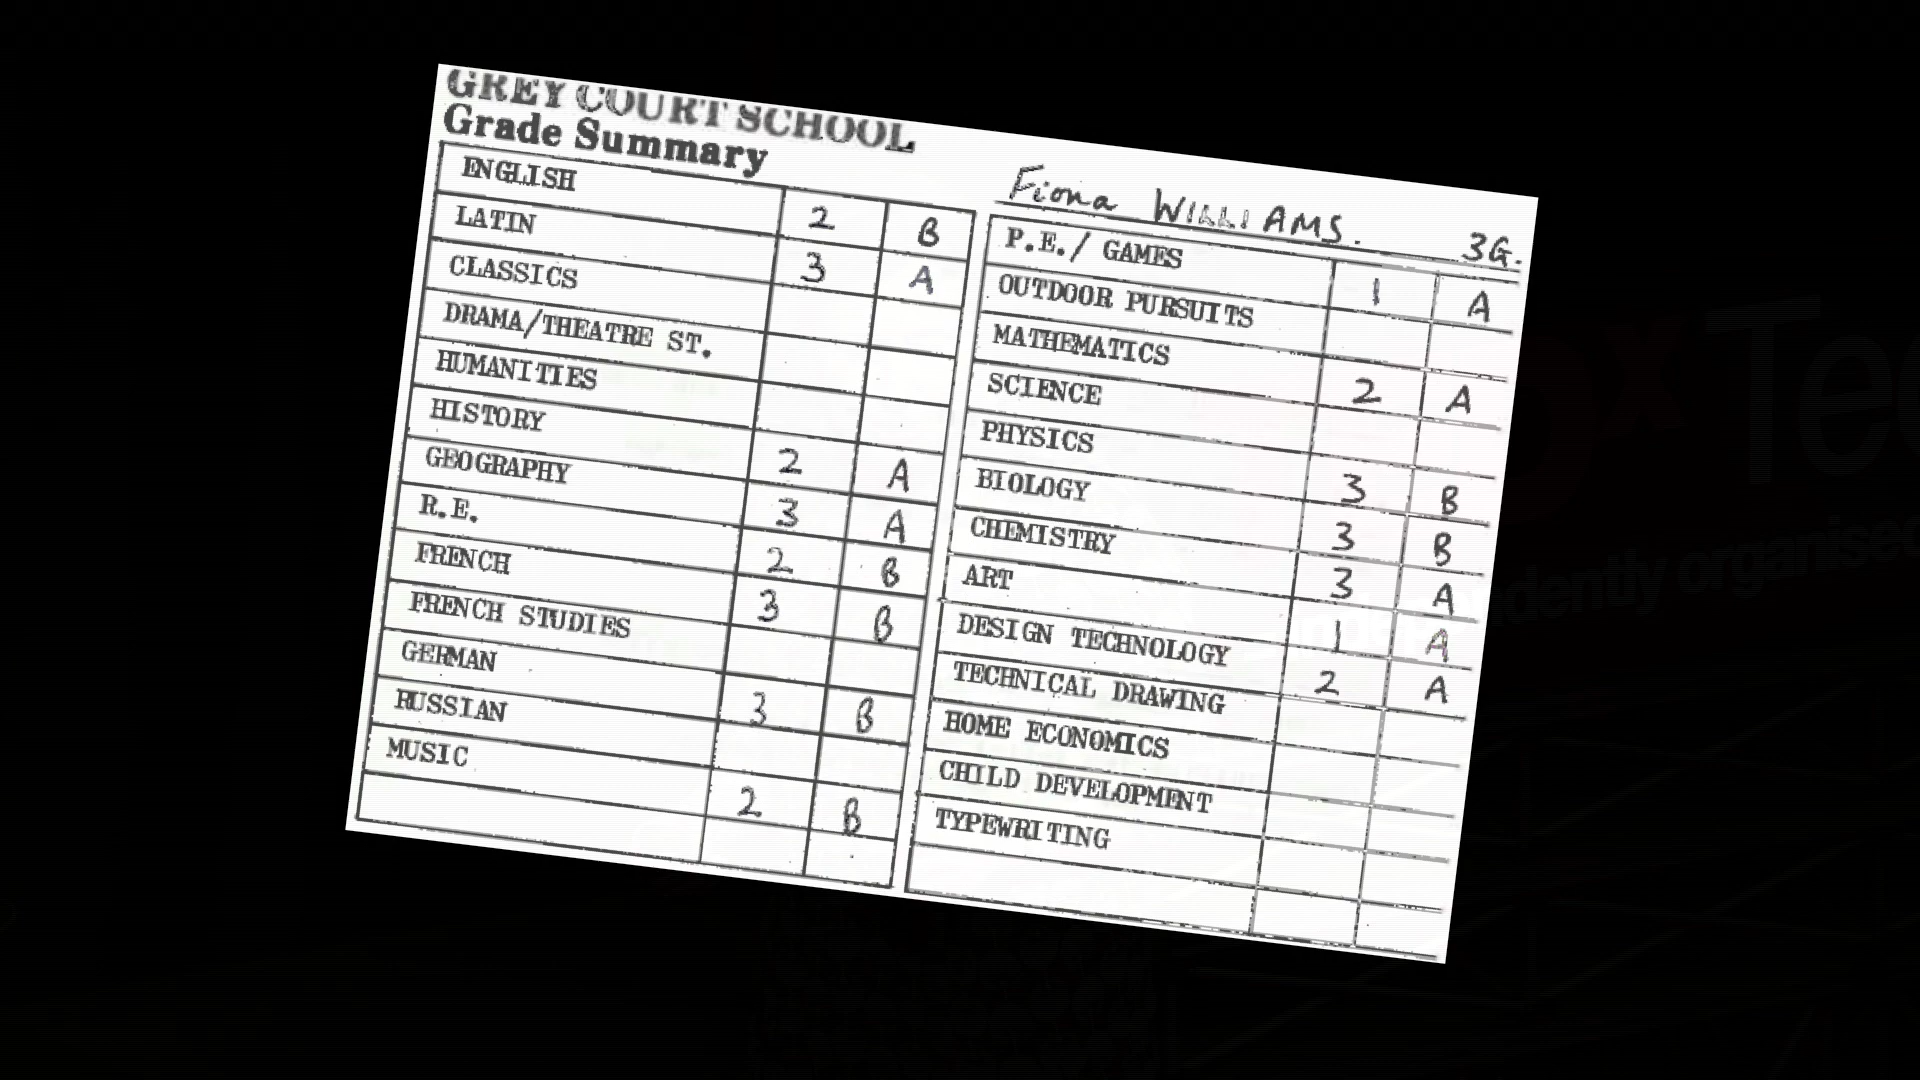 GREY COURT SCHOOL
Grade Summary
Fiona WILLIAMS. 3G.
ENGLISH 2 B
LATIN 3 A
CLASSICS
DRAMA/THEATRE ST.
HUMANITIES
HISTORY 2 A
GEOGRAPHY 3 A
R.E. 2 B
FRENCH 3 B
FRENCH STUDIES
GERMAN 3 B
RUSSIAN
MUSIC 2 B
P.E./ GAMES 1 A
OUTDOOR PURSUITS
MATHEMATICS 2 A
SCIENCE
PHYSICS 3 B
BIOLOGY 3 B
CHEMISTRY 3 A
ART 1 A
DESIGN TECHNOLOGY 2 A
TECHNICAL DRAWING
HOME ECONOMICS
CHILD DEVELOPMENT
TYPEWRITING